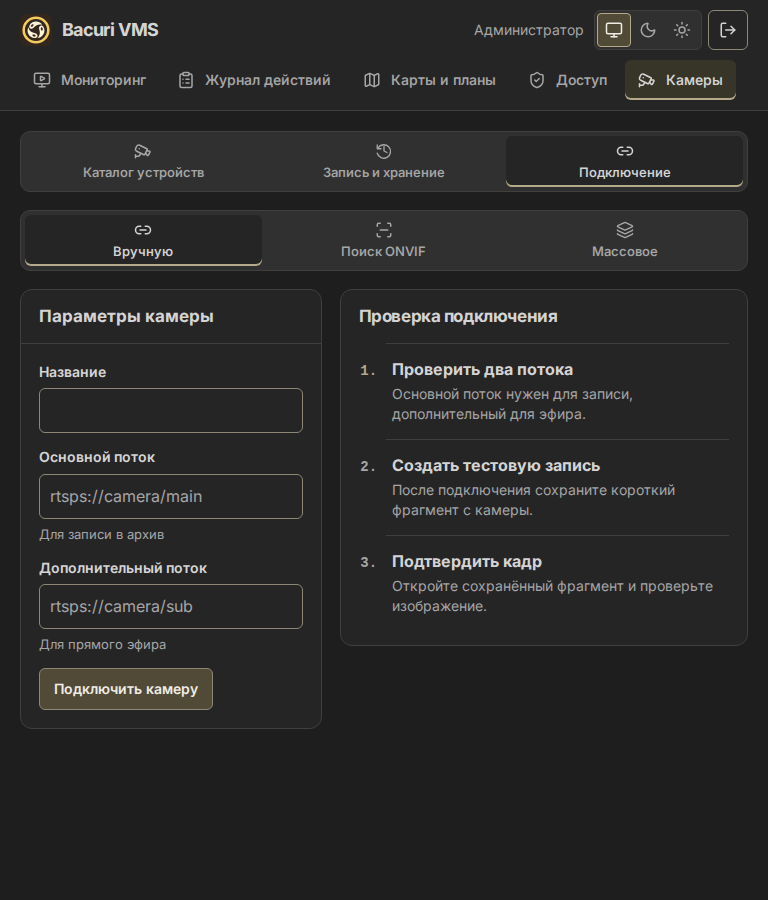 Bacuri VMS
Администратор
Мониторинг
Журнал действий
Карты и планы
Доступ
Камеры
Каталог устройств
Запись и хранение
Подключение
Вручную
Поиск ONVIF
Массовое
Параметры камеры
Название
Основной поток
rtsps://camera/main
Для записи в архив
Дополнительный поток
rtsps://camera/sub
Для прямого эфира
Подключить камеру
Проверка подключения
1. Проверить два потока
Основной поток нужен для записи,
дополнительный для эфира.
2. Создать тестовую запись
После подключения сохраните короткий
фрагмент с камеры.
3. Подтвердить кадр
Откройте сохранённый фрагмент и проверьте
изображение.